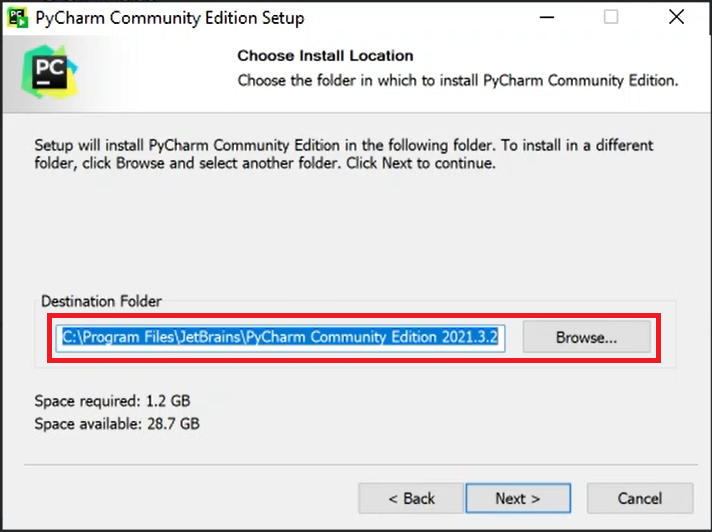 PyCharm Community Edition Setup
PC
Choose Install Location
Choose the folder in which to install PyCharm Community Edition.
Setup will install PyCharm Community Edition in the following folder. To install in a different
folder, click Browse and select another folder. Click Next to continue.
Destination Folder
C:\Program Files\JetBrains\PyCharm Community Edition 2021.3.2
Browse...
Space required: 1.2 GB
Space available: 28.7 GB
< Back
Next >
Cancel